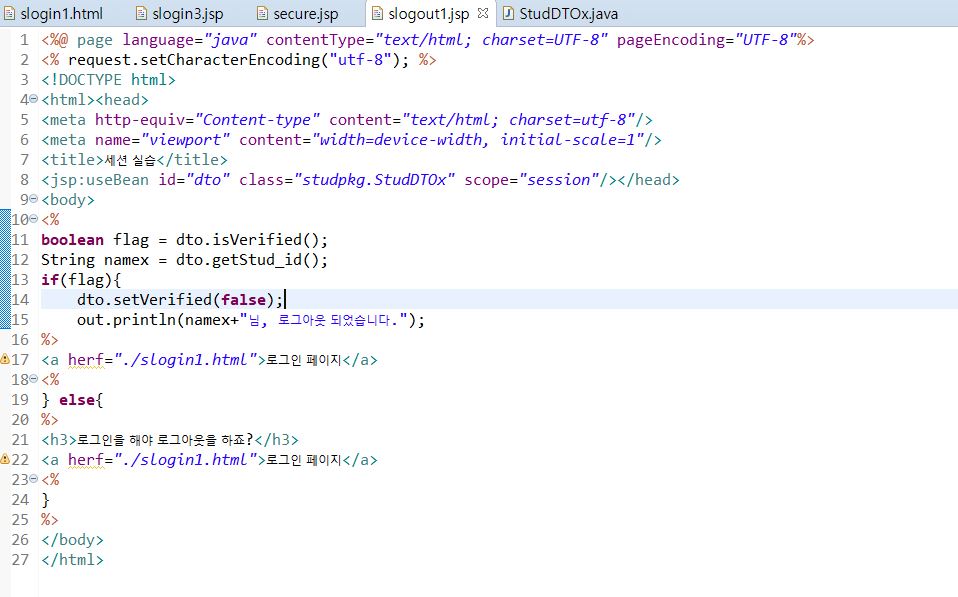 slogin1.html slogin3.jsp secure.jsp slogout1.jsp StudDTOx.java
1 <%@ page language="java" contentType="text/html; charset=UTF-8" pageEncoding="UTF-8"%>
2 <% request.setCharacterEncoding("utf-8"); %>
3 <!DOCTYPE html>
4 <html><head>
5 <meta http-equiv="Content-type" content="text/html; charset=utf-8"/>
6 <meta name="viewport" content="width=device-width, initial-scale=1"/>
7 <title>세션 실습</title>
8 <jsp:useBean id="dto" class="studpkg.StudDTOx" scope="session"/></head>
9 <body>
10 <%
11 boolean flag = dto.isVerified();
12 String namex = dto.getStud_id();
13 if(flag){
14 dto.setVerified(false);
15 out.println(namex+"님, 로그아웃 되었습니다.");
16 %>
17 <a herf="./slogin1.html">로그인 페이지</a>
18 <%
19 } else{
20 %>
21 <h3>로그인을 해야 로그아웃을 하죠?</h3>
22 <a herf="./slogin1.html">로그인 페이지</a>
23 <%
24 }
25 %>
26 </body>
27 </html>